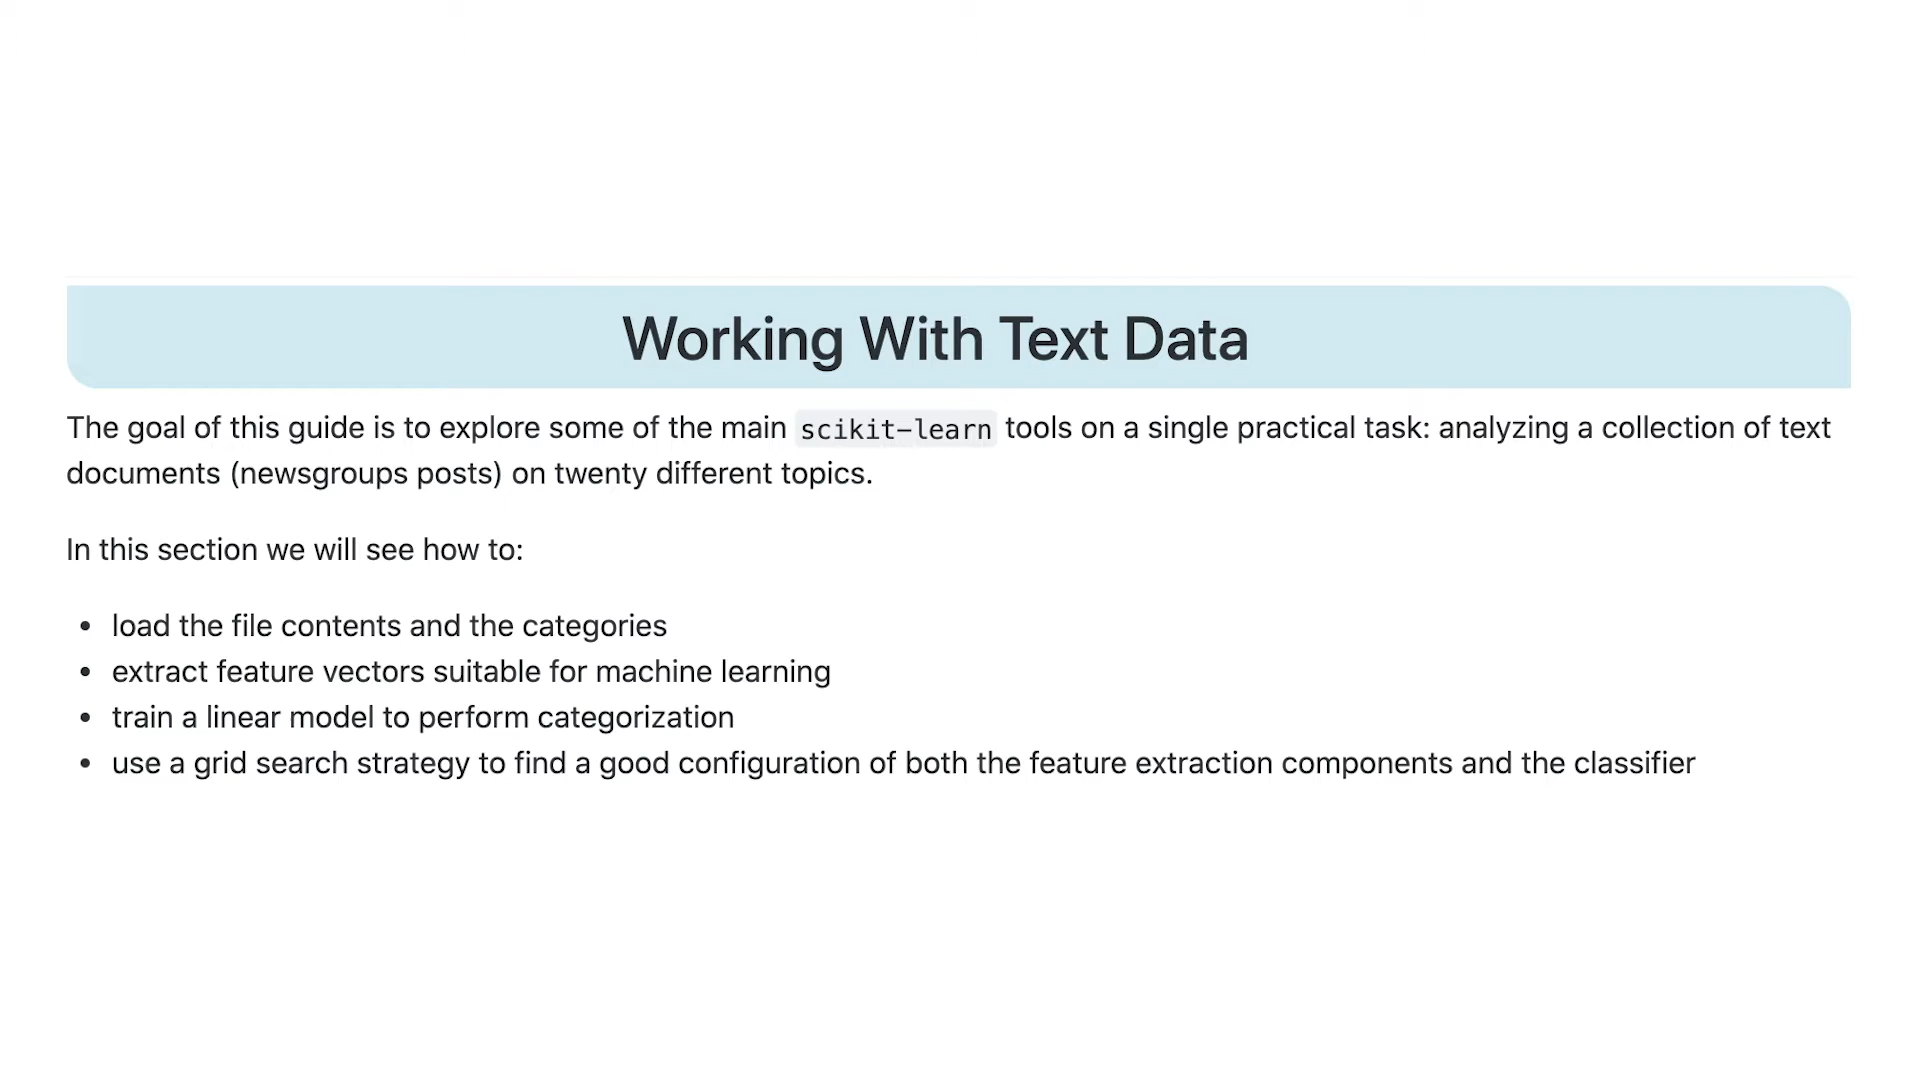 Working With Text Data
The goal of this guide is to explore some of the main scikit-learn tools on a single practical task: analyzing a collection of text
documents (newsgroups posts) on twenty different topics.
In this section we will see how to:
• load the file contents and the categories
• extract feature vectors suitable for machine learning
• train a linear model to perform categorization
• use a grid search strategy to find a good configuration of both the feature extraction components and the classifier